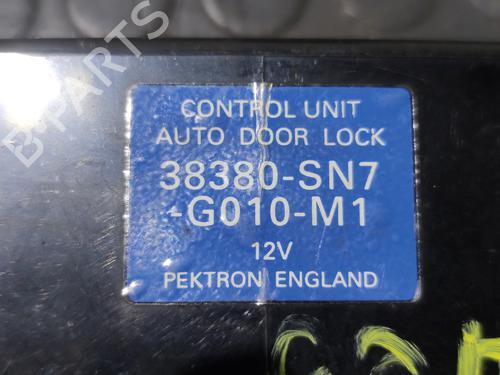 B-PARTS
CONTROL UNIT
AUTO DOOR LOCK
38380-SN7
-G010-M1
12V
PEKTRON ENGLAND